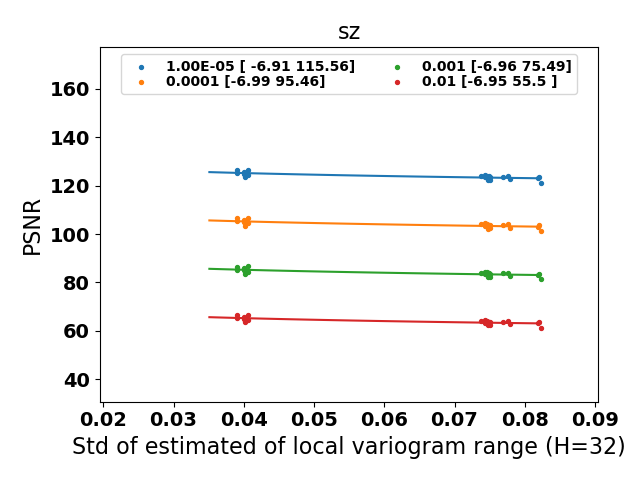 sz
1.00E-05 [ -6.91 115.56]
0.0001 [-6.99 95.46]
0.001 [-6.96 75.49]
0.01 [-6.95 55.5 ]
PSNR
160
140
120
100
80
60
40
0.02 0.03 0.04 0.05 0.06 0.07 0.08 0.09
Std of estimated of local variogram range (H=32)